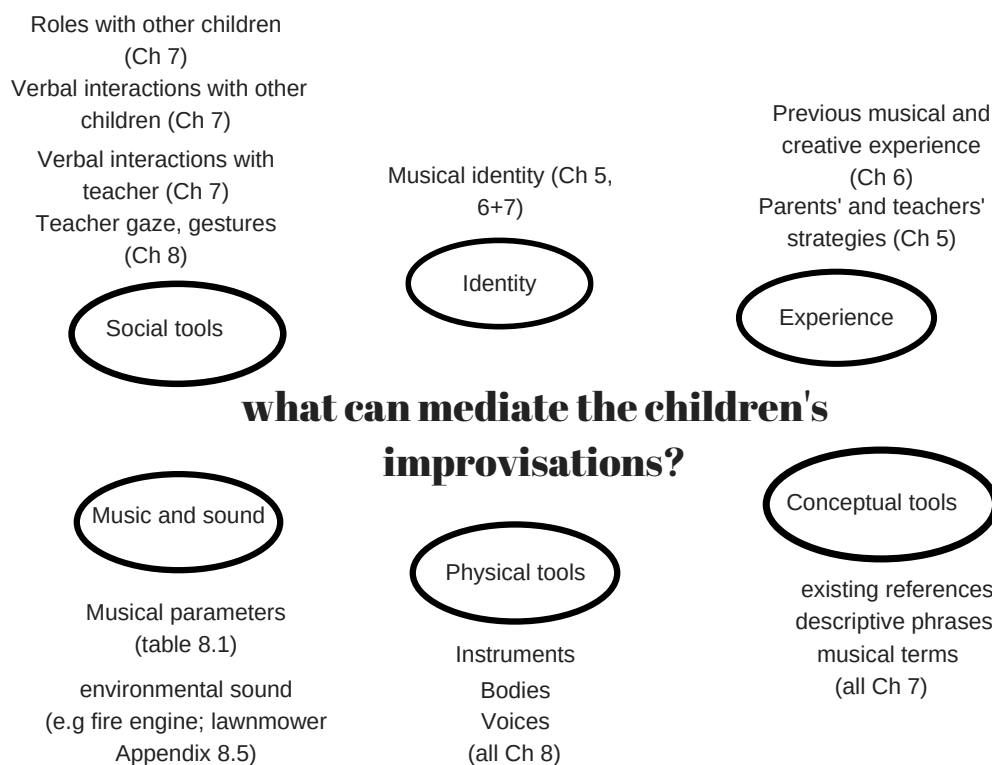 Roles with other children
(Ch 7)
Verbal interactions with other
children (Ch 7)
Verbal interactions with
teacher (Ch 7)
Teacher gaze, gestures
(Ch 8)
Social tools
Musical identity (Ch 5,
6+7)
Identity
Previous musical and
creative experience
(Ch 6)
Parents' and teachers'
strategies (Ch 5)
Experience
what can mediate the children's
improvisations?
Music and sound
Musical parameters
(table 8.1)
environmental sound
(e.g fire engine; lawnmower
Appendix 8.5)
Physical tools
Instruments
Bodies
Voices
(all Ch 8)
Conceptual tools
existing references
descriptive phrases
musical terms
(all Ch 7)